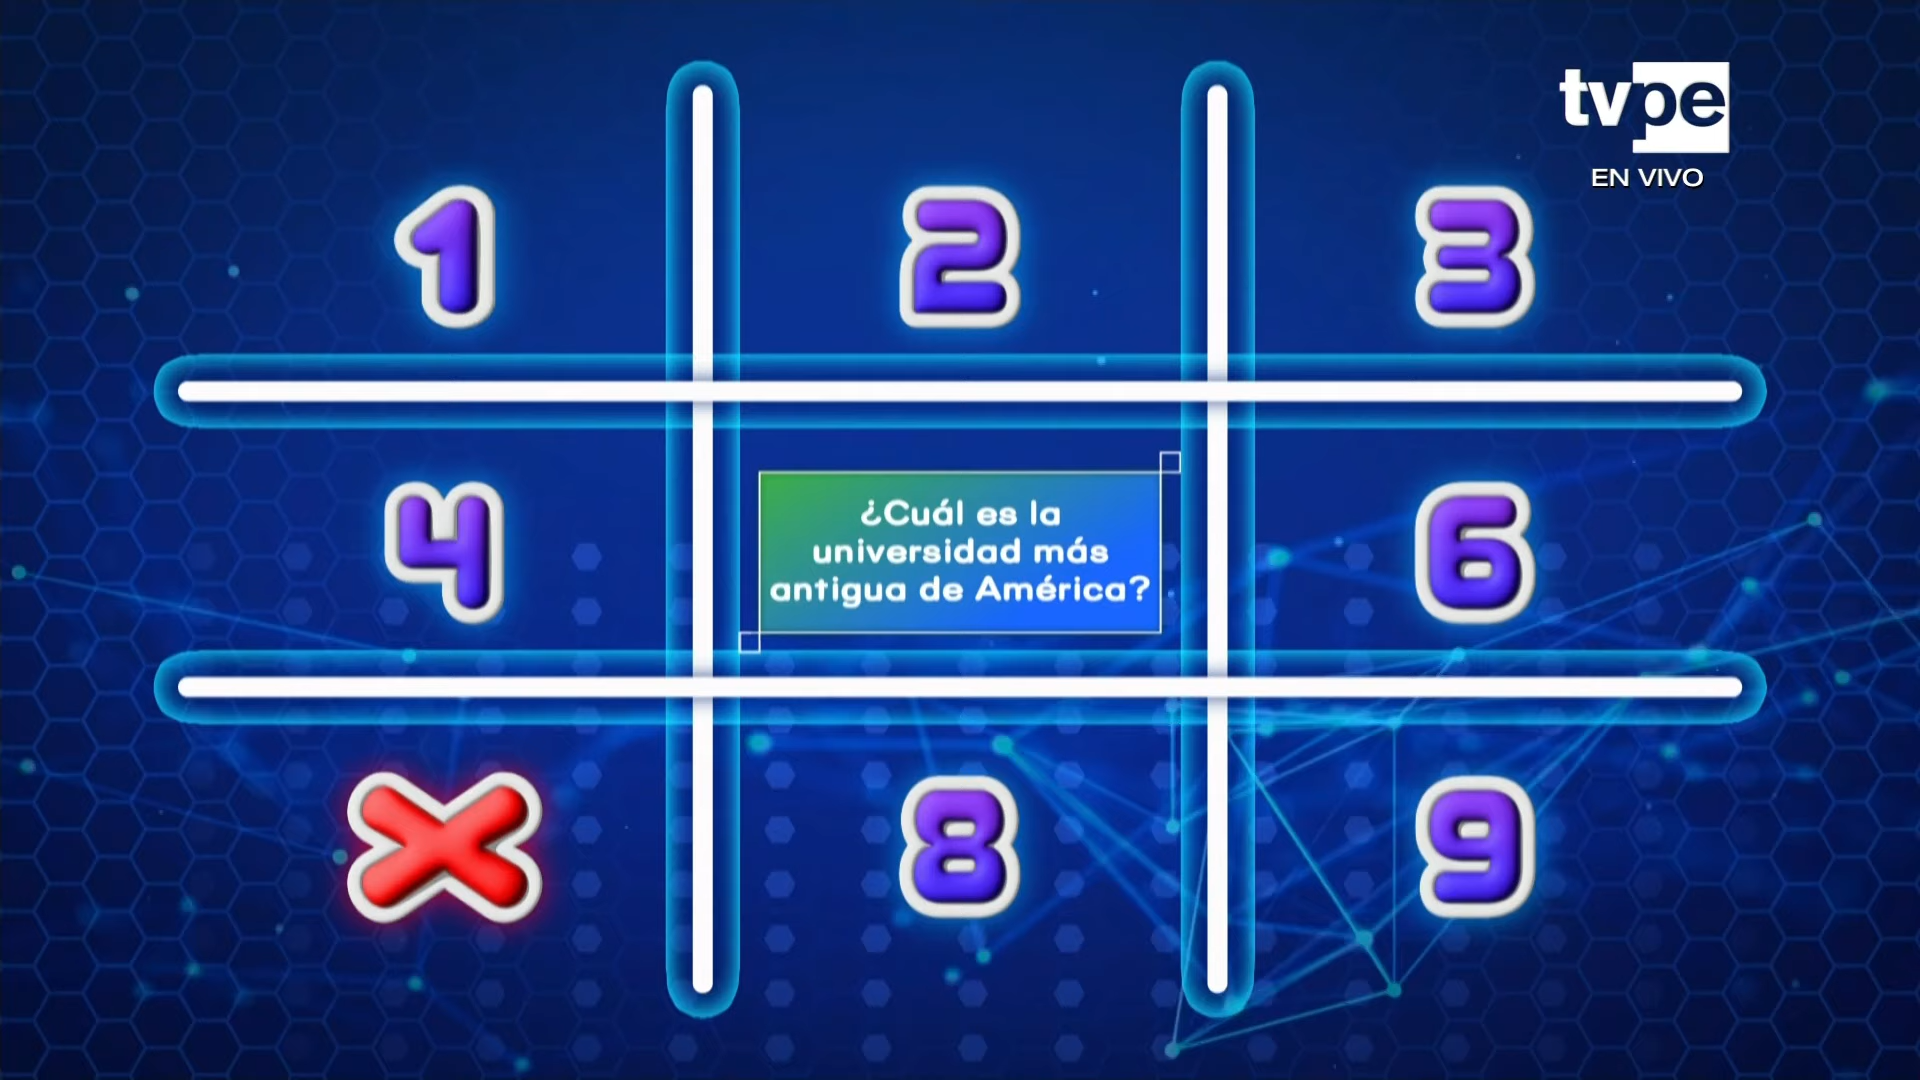 tvpe
EN VIVO
1 2 3
4
¿Cuál es la
universidad más
antigua de América?
6
X 8 9